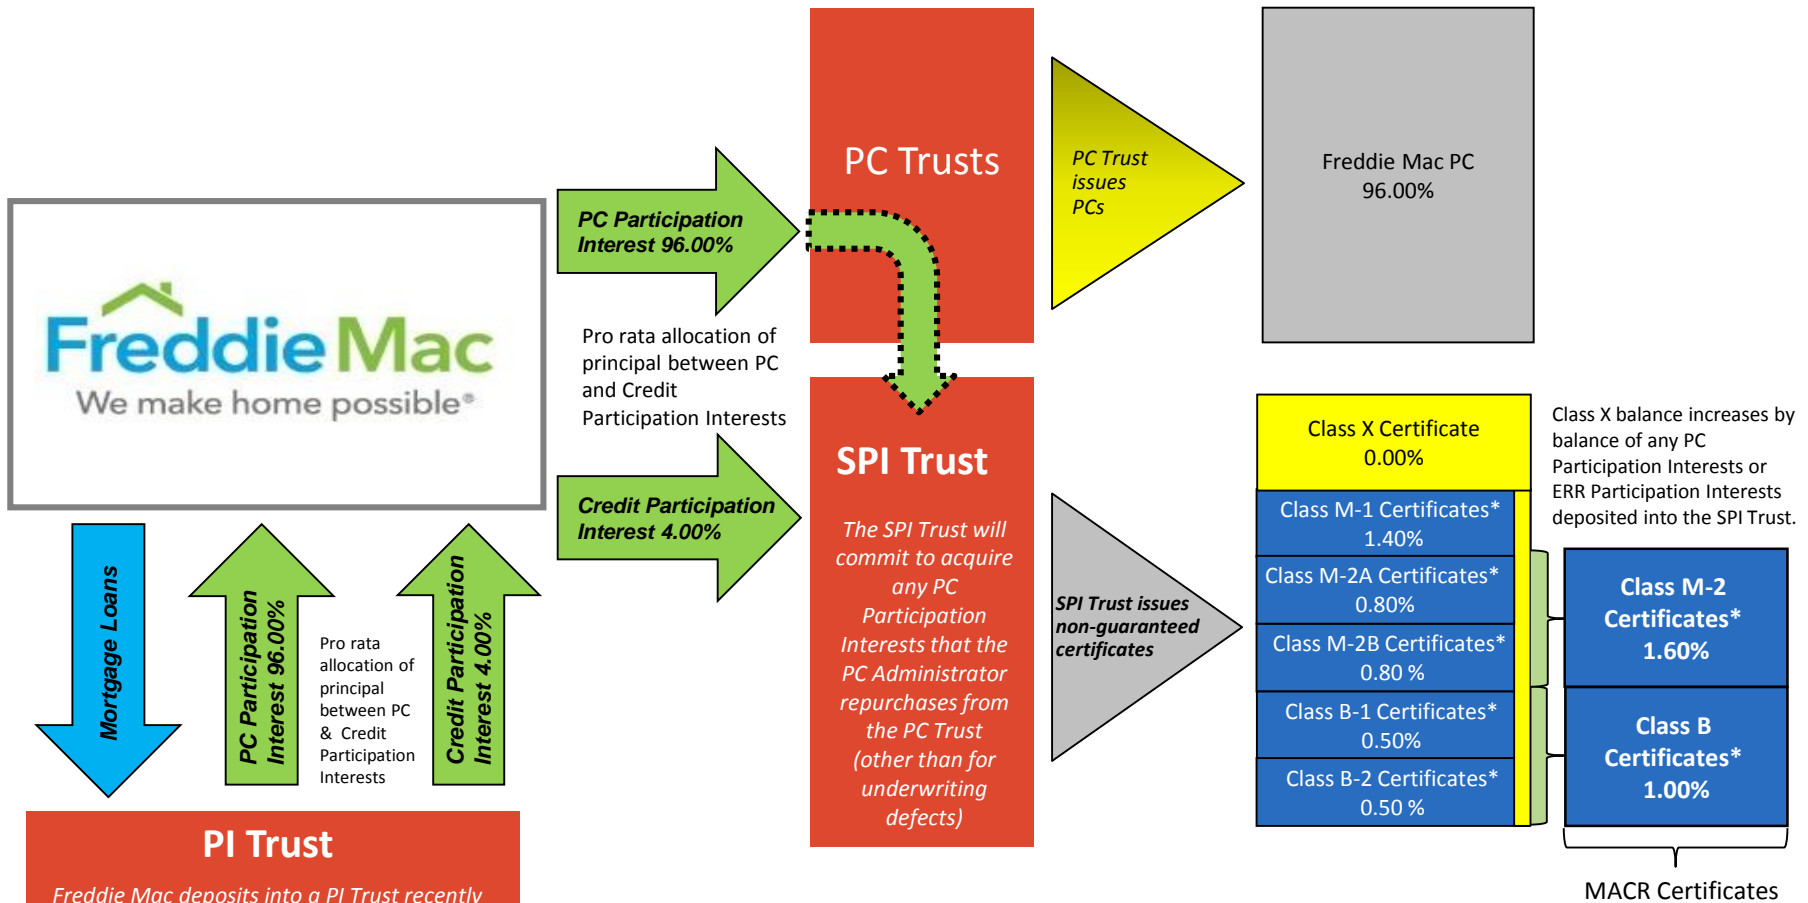 PC Trusts
PC Trust
issues
PCs
Freddie Mac PC
96.00%
PC Participation
Interest 96.00%
Freddie Mac
We make home possible®
Pro rata allocation of
principal between PC
and Credit
Participation Interests
Credit Participation
Interest 4.00%
SPI Trust
The SPI Trust will
commit to acquire
any PC
Participation
Interests that the
PC Administrator
repurchases from
the PC Trust
(other than for
underwriting
defects)
SPI Trust issues
non-guaranteed
certificates
Class X Certificate
0.00%
Class M-1 Certificates*
1.40%
Class M-2A Certificates*
0.80%
Class M-2B Certificates*
0.80 %
Class B-1 Certificates*
0.50%
Class B-2 Certificates*
0.50 %
Class X balance increases by
balance of any PC
Participation Interests or
ERR Participation Interests
deposited into the SPI Trust.
Class M-2
Certificates*
1.60%
Class B
Certificates*
1.00%
MACR Certificates
Mortgage Loans
PC Participation
Interest 96.00%
Pro rata
allocation of
principal
between PC
& Credit
Participation
Interests
Credit Participation
Interest 4.00%
PI Trust
Freddie Mac deposits into a PI Trust recently